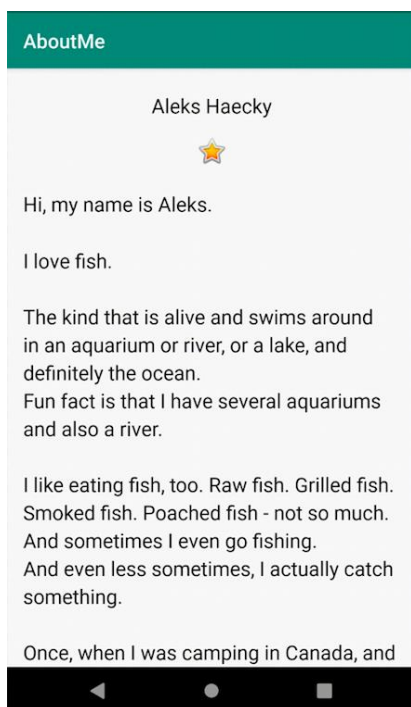 AboutMe
Aleks Haecky
Hi, my name is Aleks.
I love fish.
The kind that is alive and swims around
in an aquarium or river, or a lake, and
definitely the ocean.
Fun fact is that I have several aquariums
and also a river.
I like eating fish, too. Raw fish. Grilled fish.
Smoked fish. Poached fish - not so much.
And sometimes I even go fishing.
And even less sometimes, I actually catch
something.
Once, when I was camping in Canada, and